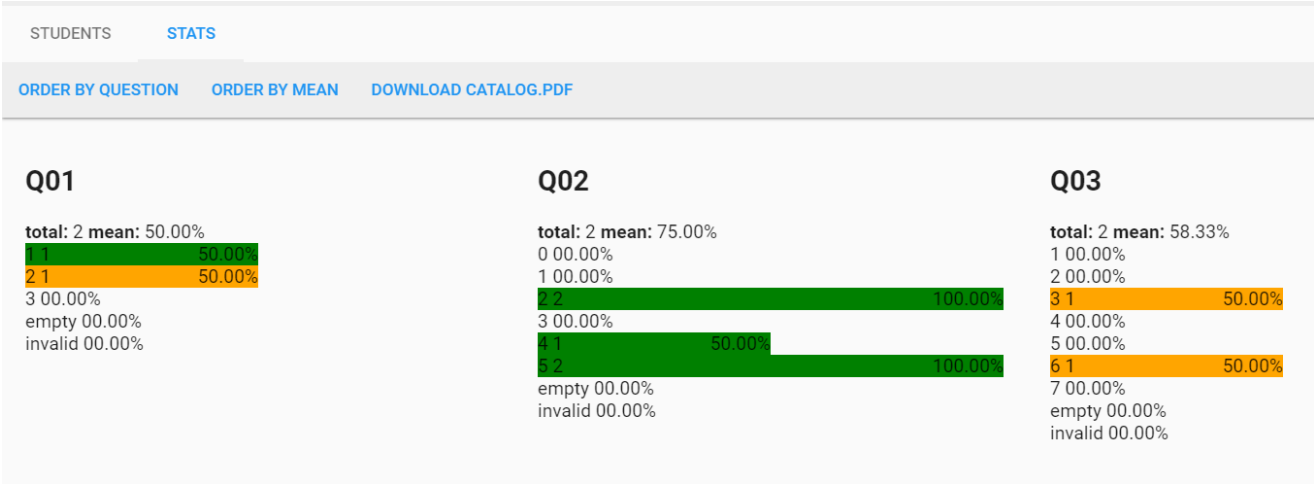 STUDENTS STATS
ORDER BY QUESTION ORDER BY MEAN DOWNLOAD CATALOG.PDF
Q01
total: 2 mean: 50.00%
1 1 50.00%
2 1 50.00%
3 00.00%
empty 00.00%
invalid 00.00%
Q02
total: 2 mean: 75.00%
0 00.00%
1 00.00%
2 2 100.00%
3 00.00%
4 1 50.00%
5 2 100.00%
empty 00.00%
invalid 00.00%
Q03
total: 2 mean: 58.33%
1 00.00%
2 00.00%
3 1 50.00%
4 00.00%
5 00.00%
6 1 50.00%
7 00.00%
empty 00.00%
invalid 00.00%